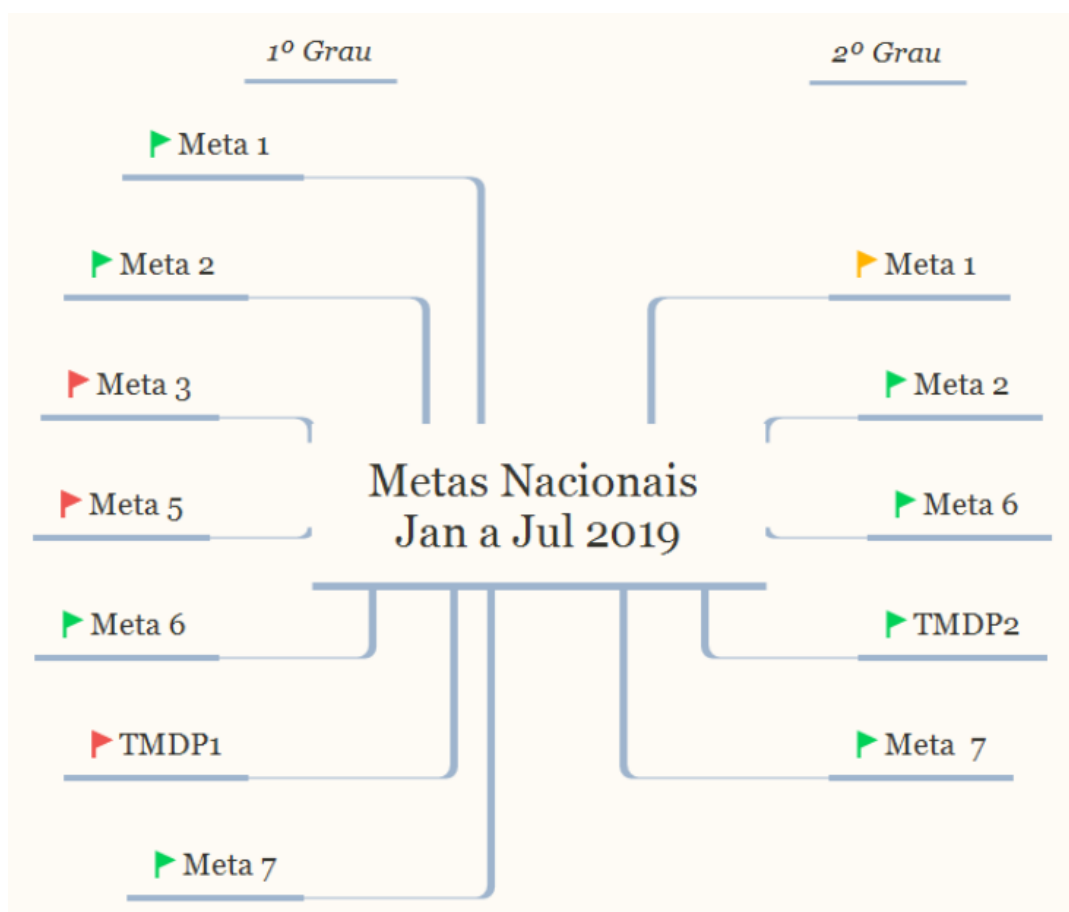 1º Grau
2º Grau
Meta 1
Meta 2
Meta 3
Meta 5
Meta 6
TMDP1
Meta 7
Metas Nacionais
Jan a Jul 2019
Meta 1
Meta 2
Meta 6
TMDP2
Meta 7